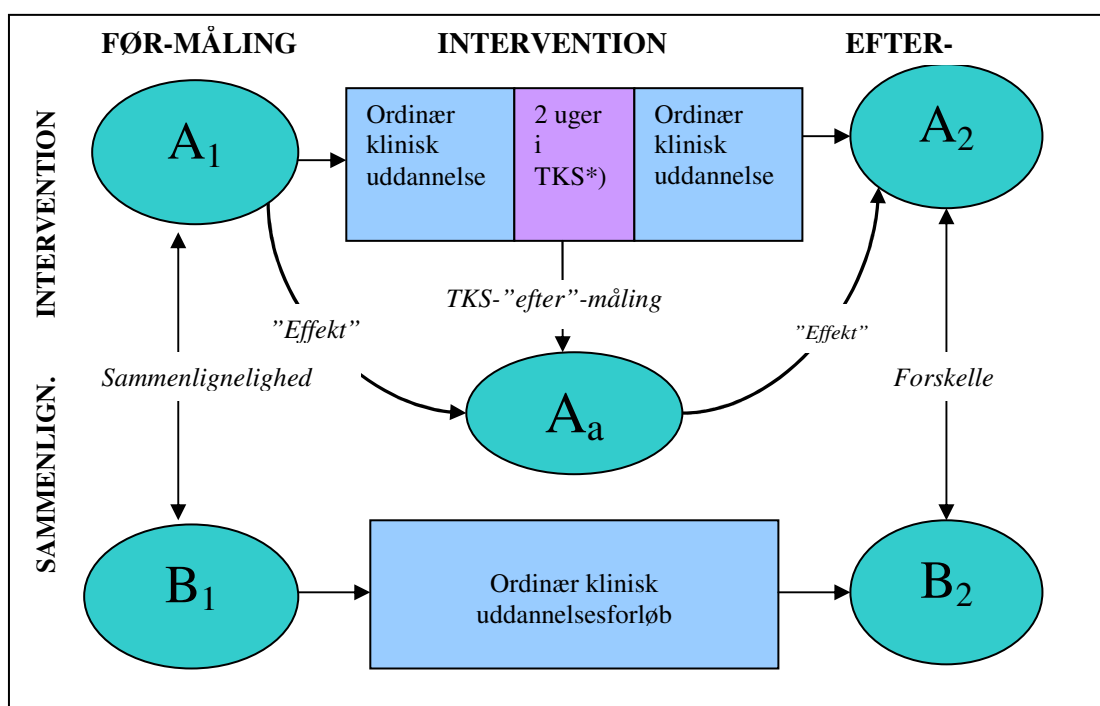 FØR-MÅLING INTERVENTION EFTER-
INTERVENTION
A1
Ordinær
klinisk
uddannelse
2 uger
i
TKS*)
Ordinær
klinisk
uddannelse
A2
TKS-”efter”-måling
”Effekt”
”Effekt”
Sammenlignelighed
Forskelle
Aa
SAMMENLIGN.
B1
Ordinær klinisk
uddannelsesforløb
B2